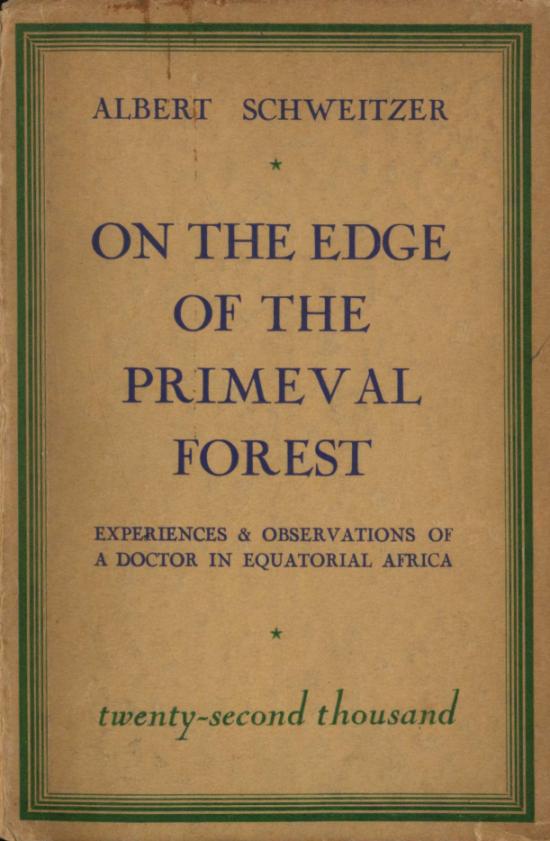 ALBERT SCHWEITZER
ON THE EDGE
OF THE
PRIMEVAL
FOREST
EXPERIENCES & OBSERVATIONS OF
A DOCTOR IN EQUATORIAL AFRICA
twenty-second thousand